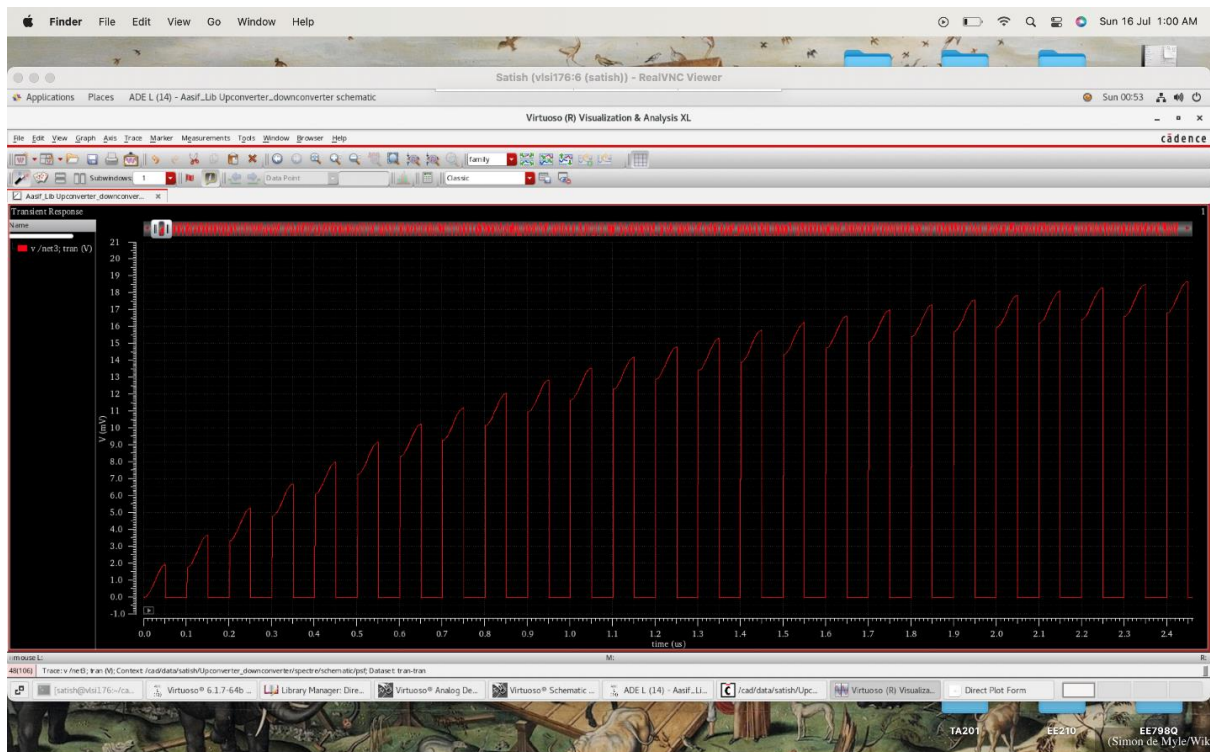 Finder File Edit View Go Window Help Sun 16 Jul 1:00 AM
Satish (vlsi176:6 (satish)) - RealVNC Viewer
Applications Places ADE L (14) - Aasif_Lib Upconverter_downconverter schematic Sun 00:53
Virtuoso (R) Visualization & Analysis XL
File Edit View Graph Axis Trace Marker Measurements Tools Window Browser Help cādence
family
Subwindows: 1 Data Point Classic
Aasif_Lib Upconverter_downconver...
Transient Response 1
Name
v /net3; tran (V)
21
20
19
18
17
16
15
14
13
12
11
10
9.0
8.0
7.0
6.0
5.0
4.0
3.0
2.0
1.0
0.0
-1.0
V (mV)
0.0 0.1 0.2 0.3 0.4 0.5 0.6 0.7 0.8 0.9 1.0 1.1 1.2 1.3 1.4 1.5 1.6 1.7 1.8 1.9 2.0 2.1 2.2 2.3 2.4
time (us)
mouse L: M: R:
48(106) Trace: v /net3; tran (V); Context: /cad/data/satish/Upconverter_downconverter/spectre/schematic/psf; Dataset: tran-tran
[satish@vlsi176:~/ca... Virtuoso® 6.1.7-64b ... Library Manager: Dire... Virtuoso® Analog De... Virtuoso® Schematic ... ADE L (14) - Aasif_Li... /cad/data/satish/Upc... Virtuoso (R) Visualiza... Direct Plot Form
TA201 EE210 EE798Q
(Simon de Myle/Wik